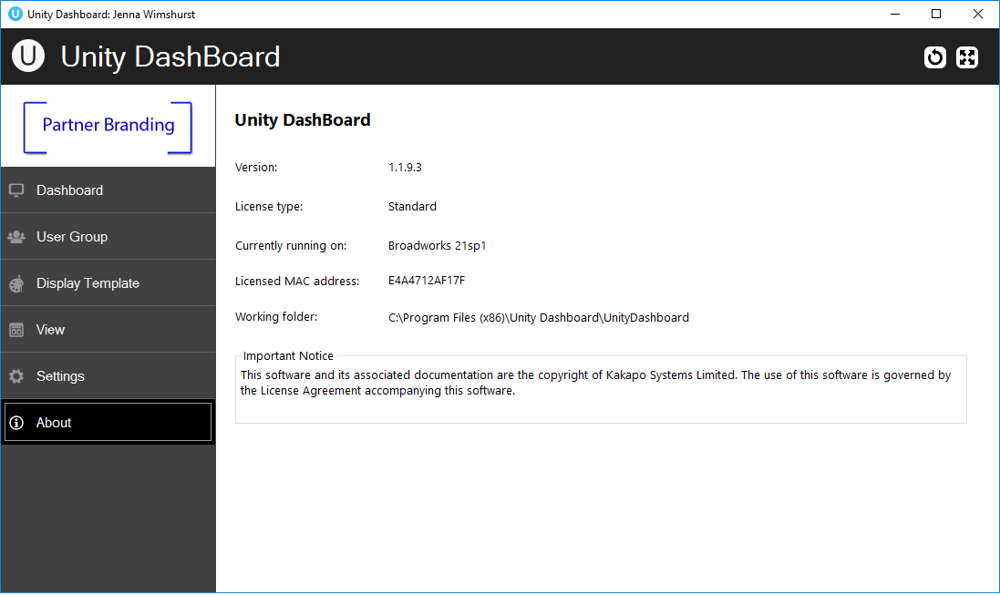 Unity Dashboard: Jenna Wimshurst
U Unity DashBoard
Partner Branding
Dashboard
User Group
Display Template
View
Settings
About
Unity DashBoard
Version: 1.1.9.3
License type: Standard
Currently running on: Broadworks 21sp1
Licensed MAC address: E4A4712AF17F
Working folder: C:\Program Files (x86)\Unity Dashboard\UnityDashboard
Important Notice
This software and its associated documentation are the copyright of Kakapo Systems Limited. The use of this software is governed by
the License Agreement accompanying this software.